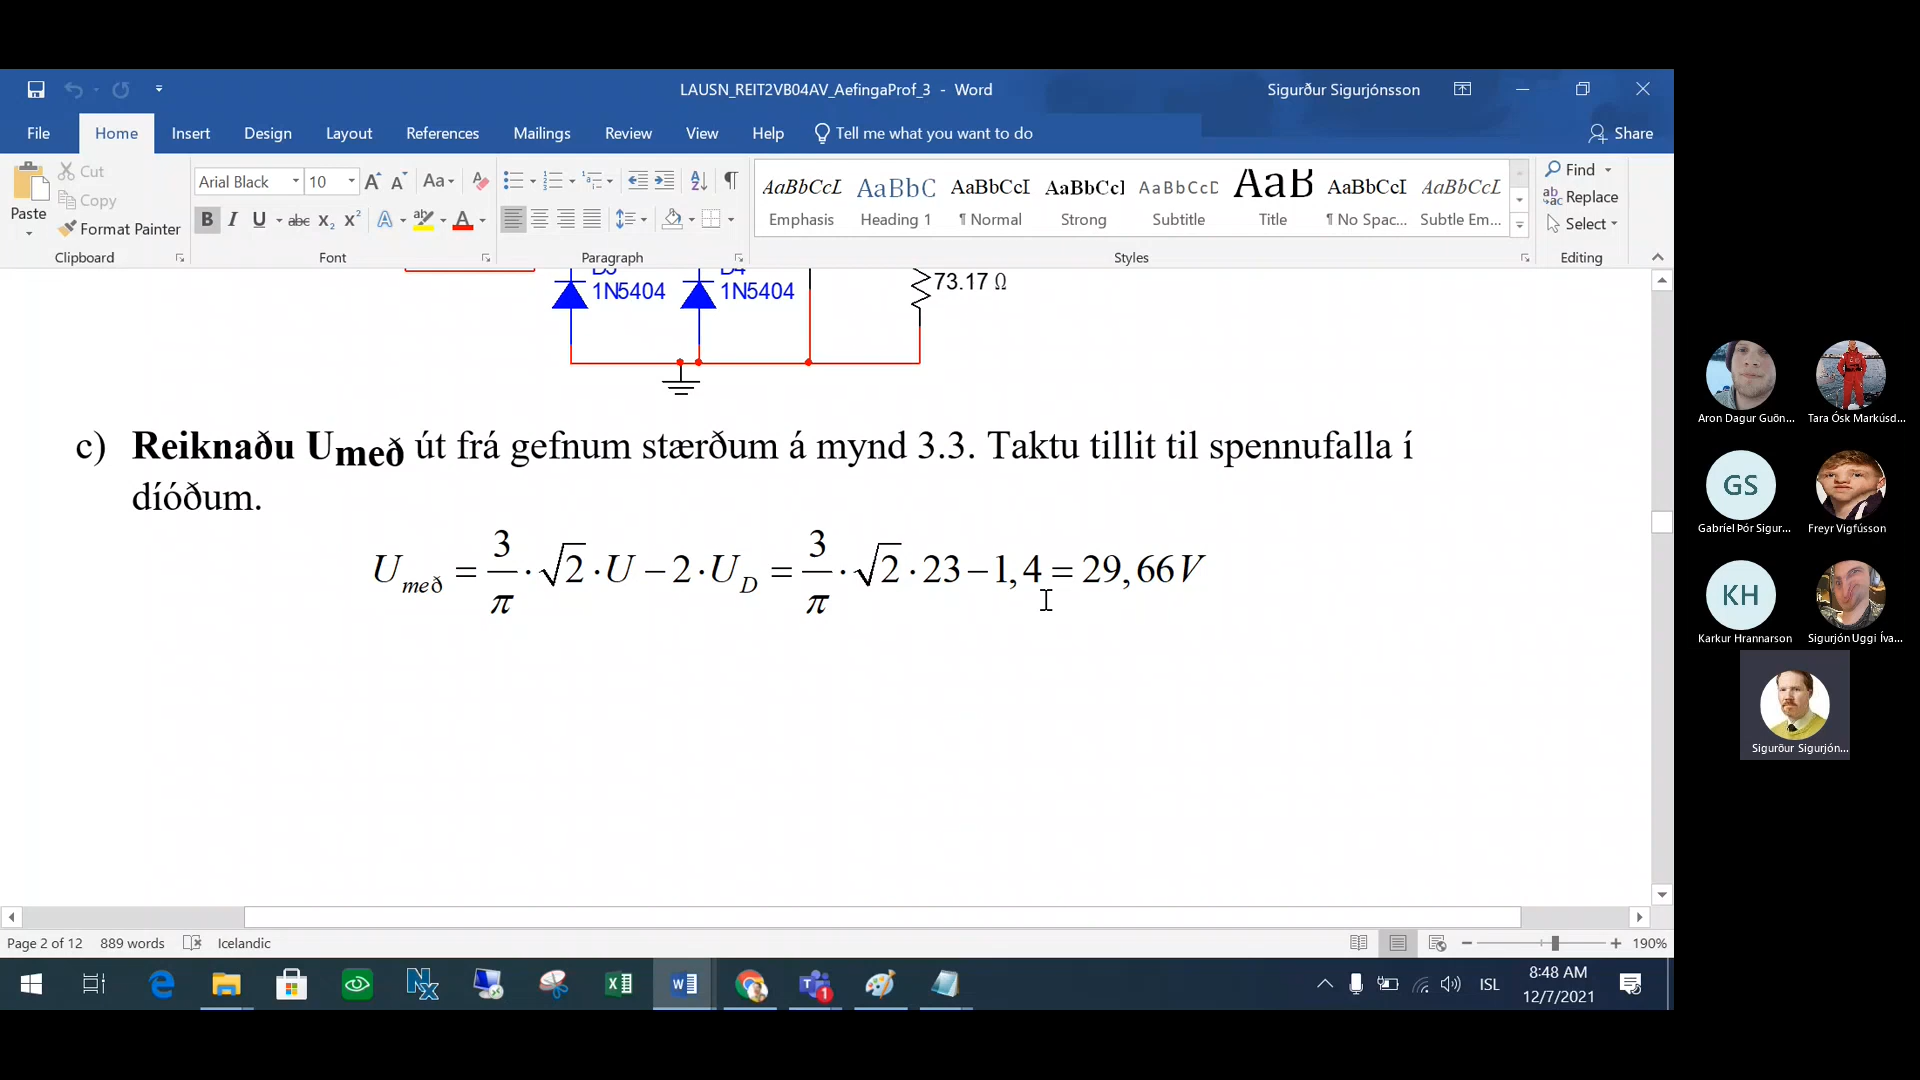 LAUSN_REIT2VB04AV_AefingaProf_3 - Word
Sigurður Sigurjónsson
File Home Insert Design Layout References Mailings Review View Help Tell me what you want to do Share
Paste
Cut
Copy
Format Painter
Clipboard
Arial Black 10
Font
Paragraph
AaBbCcL AaBbC AaBbCcI AaBbCcI AaBbCcD AaB AaBbCcI AaBbCcL
Emphasis Heading 1 ¶ Normal Strong Subtitle Title ¶ No Spac... Subtle Em...
Styles
Find
Replace
Select
Editing
D4
1N5404 1N5404 73.17 Ω
c) Reiknaðu Umeð út frá gefnum stærðum á mynd 3.3. Taktu tillit til spennufalla í
díóðum.
U_með = 3/π · √2 · U − 2 · U_D = 3/π · √2 · 23 − 1,4 = 29,66V
Aron Dagur Guðn... Tara Ósk Markúsd...
GS
Gabríel Þór Sigur... Freyr Vigfússon
KH
Karkur Hrannarson Sigurjón Uggi Íva...
Sigurður Sigurjón...
Page 2 of 12 889 words Icelandic 190%
1
ISL
8:48 AM
12/7/2021